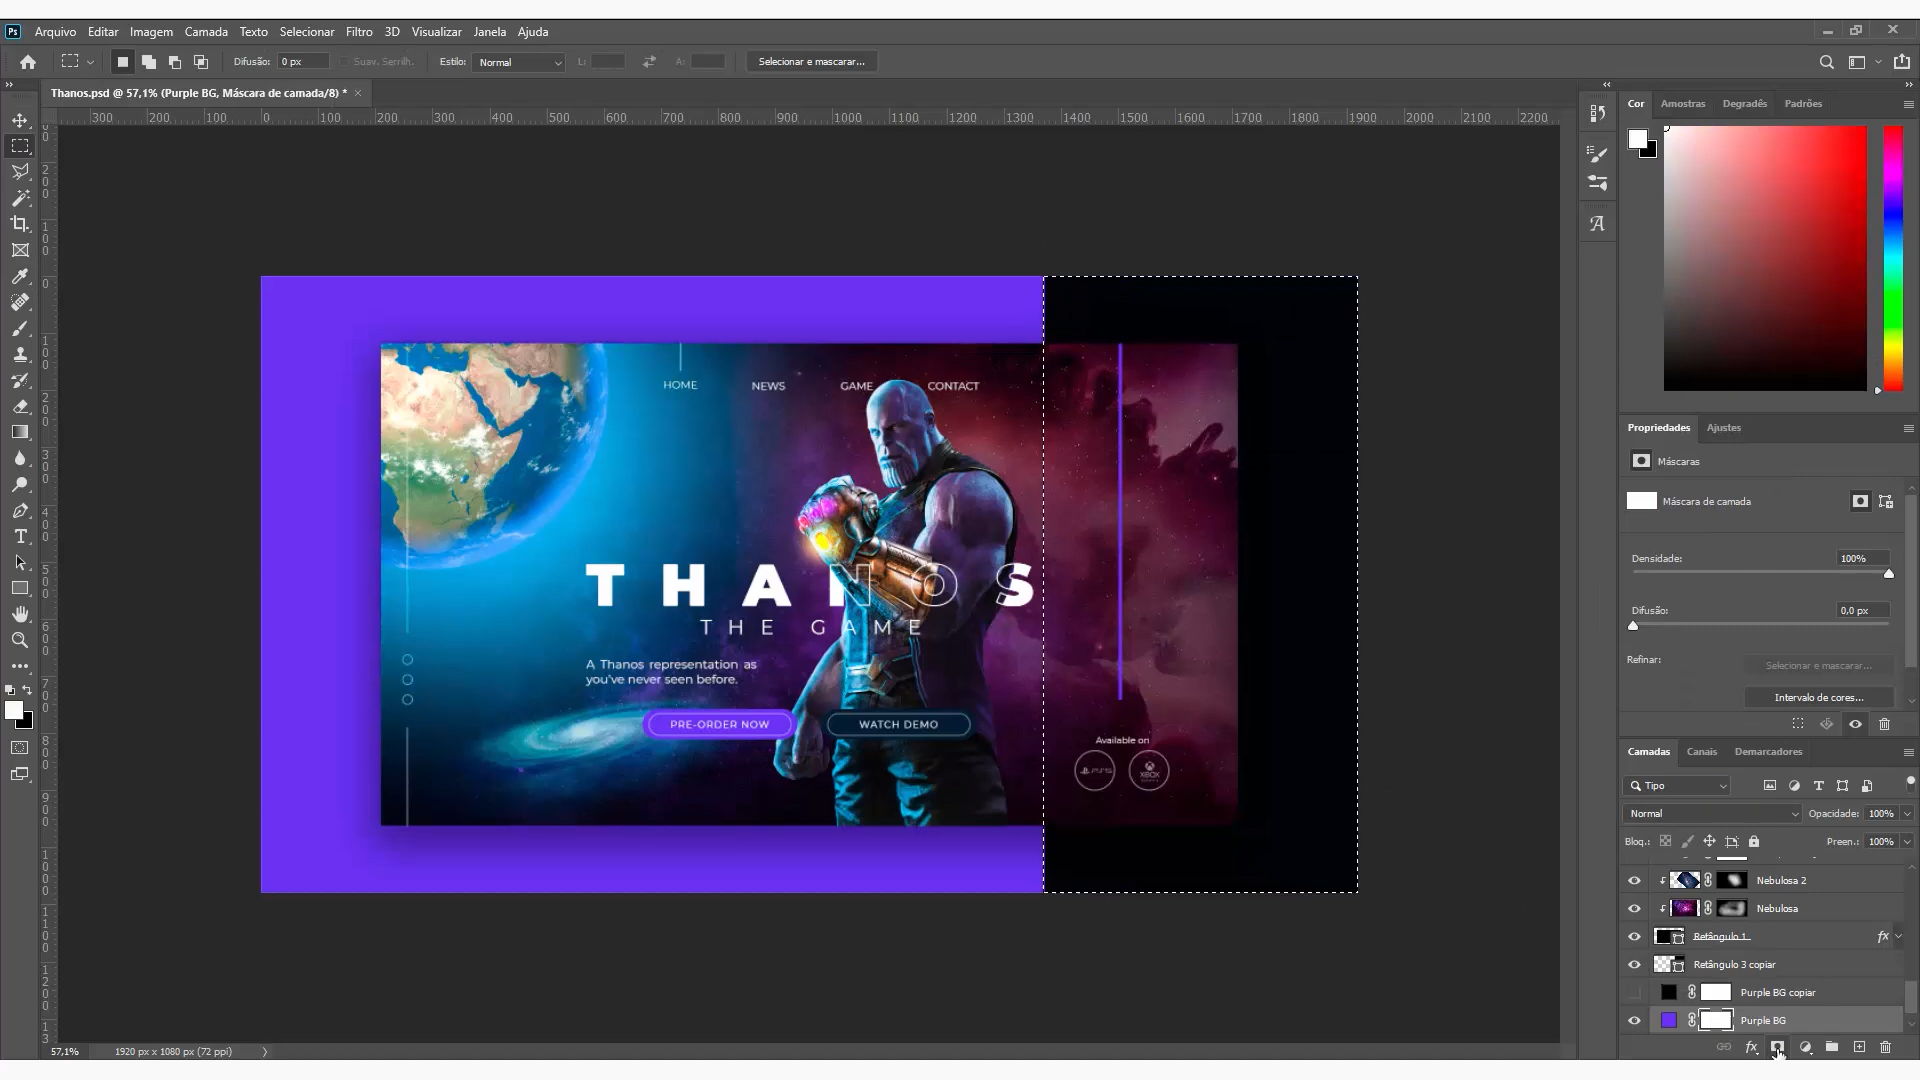 Ps Arquivo Editar Imagem Camada Texto Selecionar Filtro 3D Visualizar Janela Ajuda
Difusão: 0 px Suav. Serrilh. Estilo: Normal L: A: Selecionar e mascarar...
Thanos.psd @ 57,1% (Purple BG, Máscara de camada/8) *
300 200 100 0 100 200 300 400 500 600 700 800 900 1000 1100 1200 1300 1400 1500 1600 1700 1800 1900 2000 2100 2200
HOME NEWS GAME CONTACT
THANOS
THE GAME
A Thanos representation as
you've never seen before.
PRE-ORDER NOW WATCH DEMO
Available on
PS5 XBOX
57,1% 1920 px x 1080 px (72 ppi)
Cor Amostras Degradês Padrões
Propriedades Ajustes
Máscaras
Máscara de camada
Densidade: 100%
Difusão: 0,0 px
Refinar: Selecionar e mascarar...
Intervalo de cores...
Camadas Canais Demarcadores
Tipo
Normal Opacidade: 100%
Bloq.: Preen.: 100%
Nebulosa 2
Nebulosa
Retângulo 1 fx
Retângulo 3 copiar
Purple BG copiar
Purple BG
fx